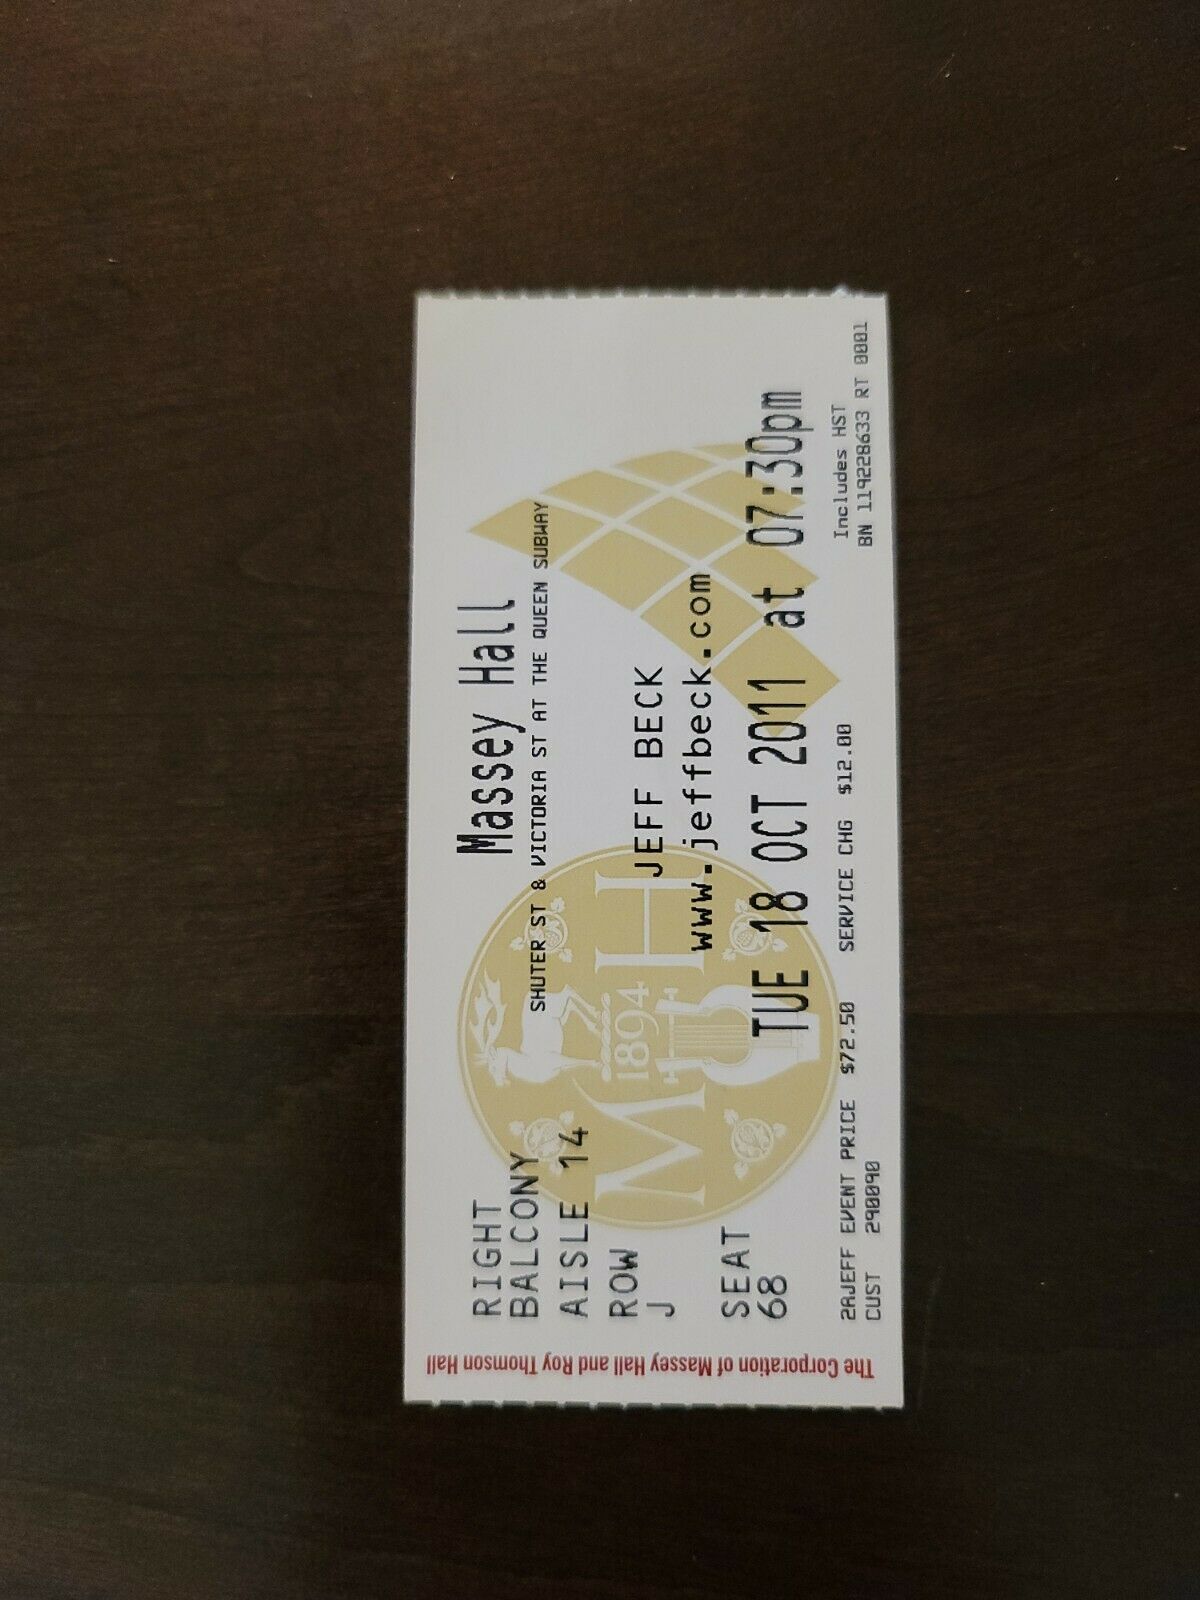 The Corporation of Massey Hall and Roy Thomson Hall
RIGHT
BALCONY
AISLE 14
ROW
J
SEAT
68
Massey Hall
SHUTER ST & VICTORIA ST AT THE QUEEN SUBWAY
JEFF BECK
www.jeffbeck.com
TUE 18 OCT 2011 at 07:30pm
M 1894 H
2AJEFF EVENT PRICE $72.50 SERVICE CHG $12.00
CUST 290090
Includes HST
BN 119228633 RT 0001